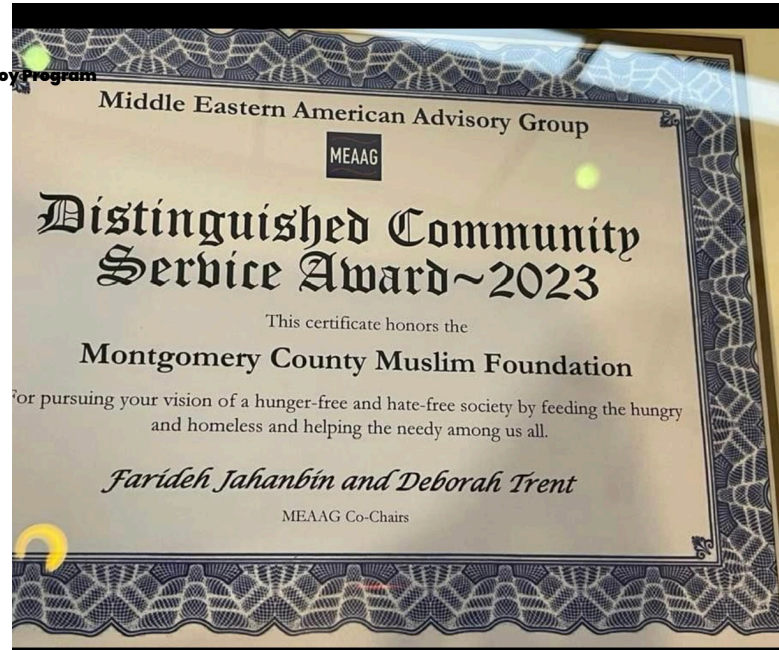 Program
Middle Eastern American Advisory Group
MEAAG
Distinguished Community
Service Award~2023
This certificate honors the
Montgomery County Muslim Foundation
For pursuing your vision of a hunger-free and hate-free society by feeding the hungry
and homeless and helping the needy among us all.
Farideh Jahanbin and Deborah Trent
MEAAG Co-Chairs